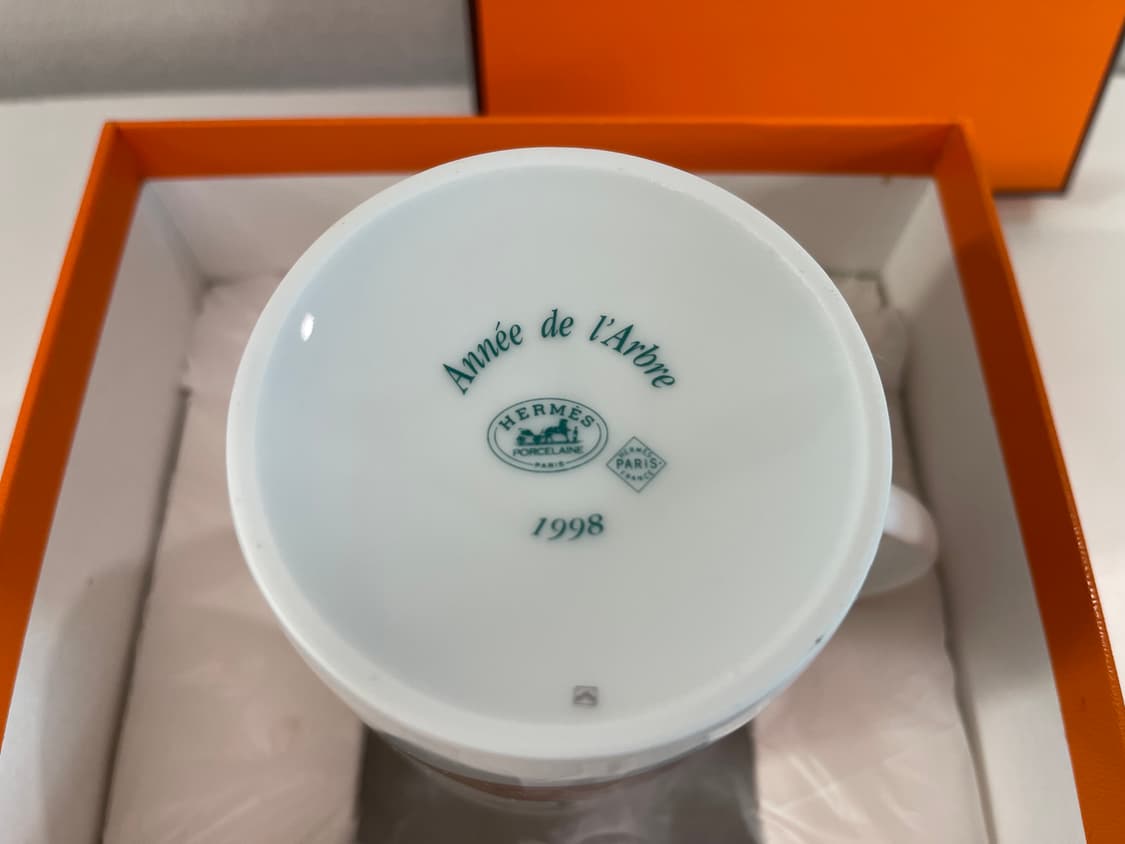 Année de l'Arbre
HERMÈS
PORCELAINE
PARIS
HERMÈS
PARIS
FRANCE
1998